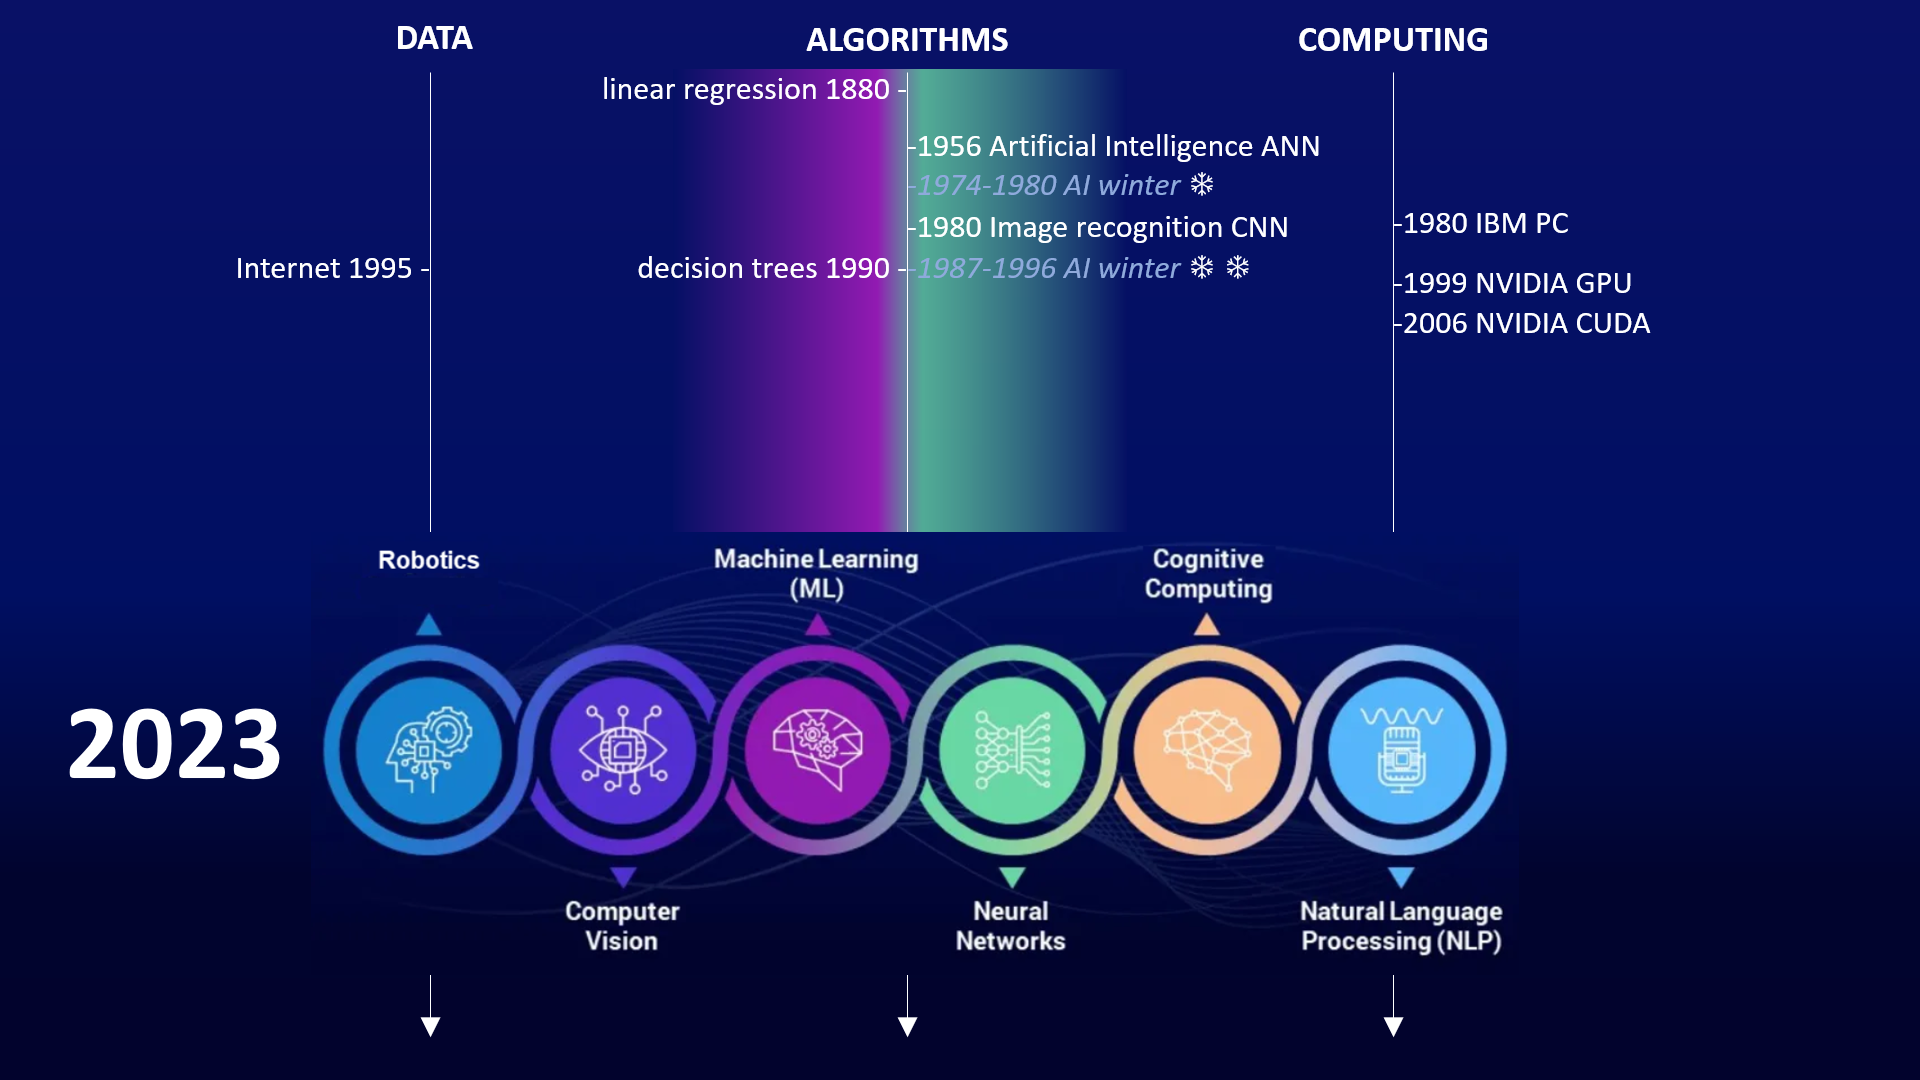 DATA
ALGORITHMS
COMPUTING
linear regression 1880 -
-1956 Artificial Intelligence ANN
-1974-1980 AI winter ❄
-1980 Image recognition CNN
-1980 IBM PC
Internet 1995 -
decision trees 1990 -
-1987-1996 AI winter ❄ ❄
-1999 NVIDIA GPU
-2006 NVIDIA CUDA
Robotics
Machine Learning
(ML)
Cognitive
Computing
2023
Computer
Vision
Neural
Networks
Natural Language
Processing (NLP)